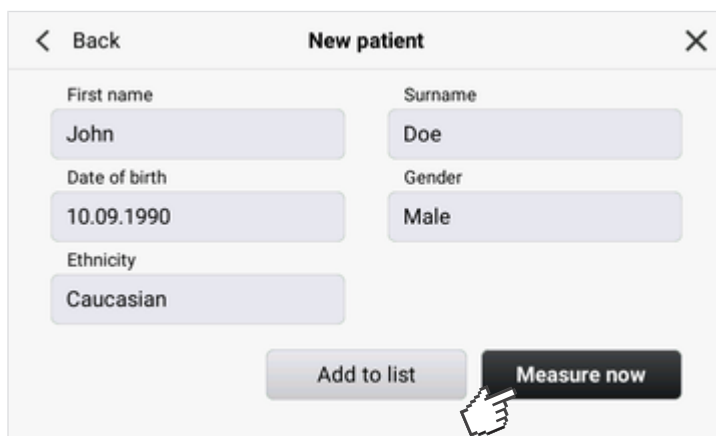 Back New patient
First name Surname
John Doe
Date of birth Gender
10.09.1990 Male
Ethnicity
Caucasian
Add to list Measure now